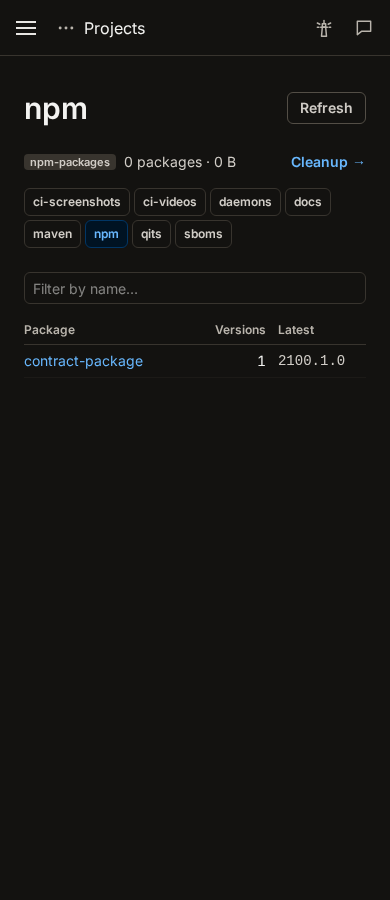 ··· Projects
npm
Refresh
npm-packages 0 packages · 0 B Cleanup →
ci-screenshots ci-videos daemons docs
maven npm qits sboms
Filter by name...
Package Versions Latest
contract-package 1 2100.1.0